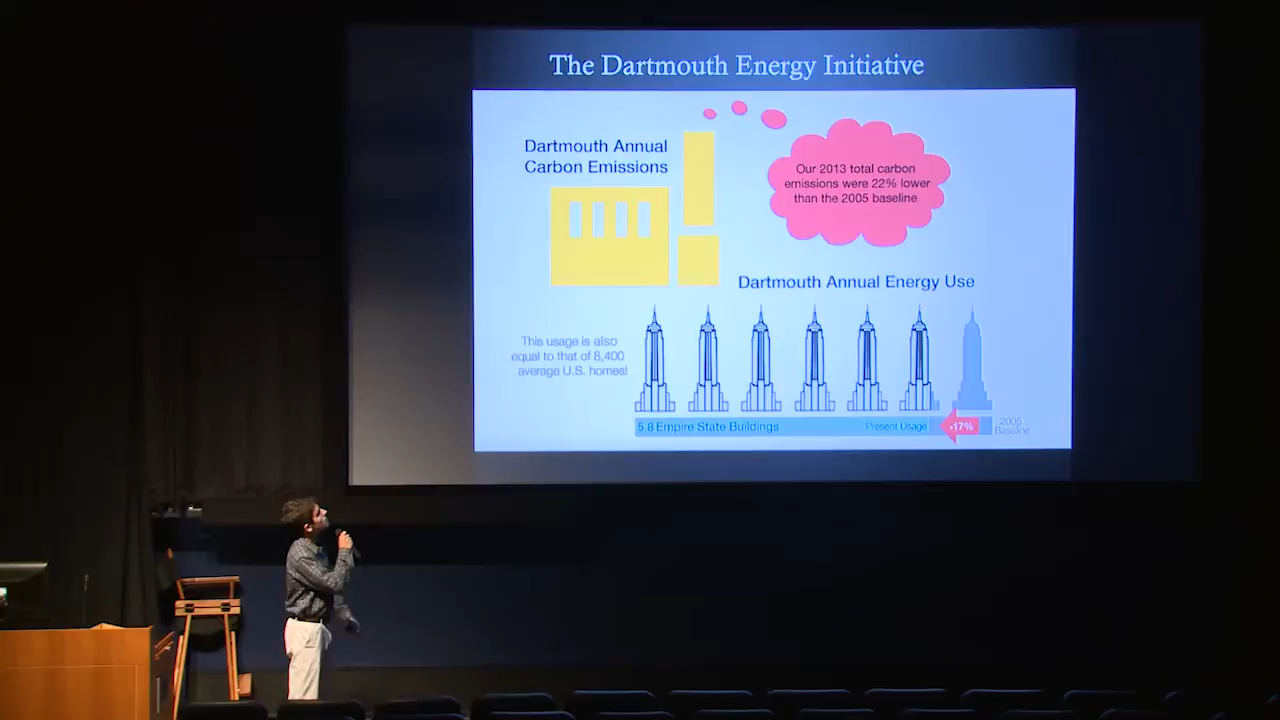 The Dartmouth Energy Initiative
Dartmouth Annual
Carbon Emissions
Our 2013 total carbon
emissions were 22% lower
than the 2005 baseline
Dartmouth Annual Energy Use
This usage is also
equal to that of 8,400
average U.S. homes!
5.8 Empire State Buildings
Present Usage
-17%
2005
Baseline